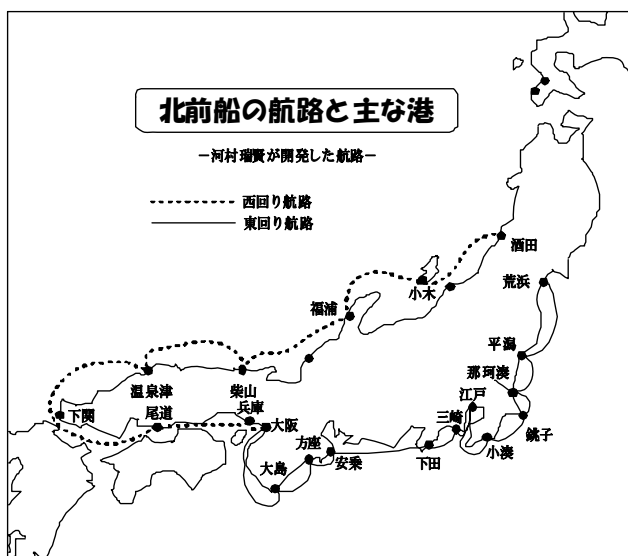 北前船の航路と主な港
－河村瑞賢が開発した航路－
西回り航路
東回り航路
酒田
小木
荒浜
福浦
平潟
那珂湊
温泉津
柴山
江戸
兵庫
三崎
下関
尾道
大阪
銚子
方座
小湊
安乗
下田
大島